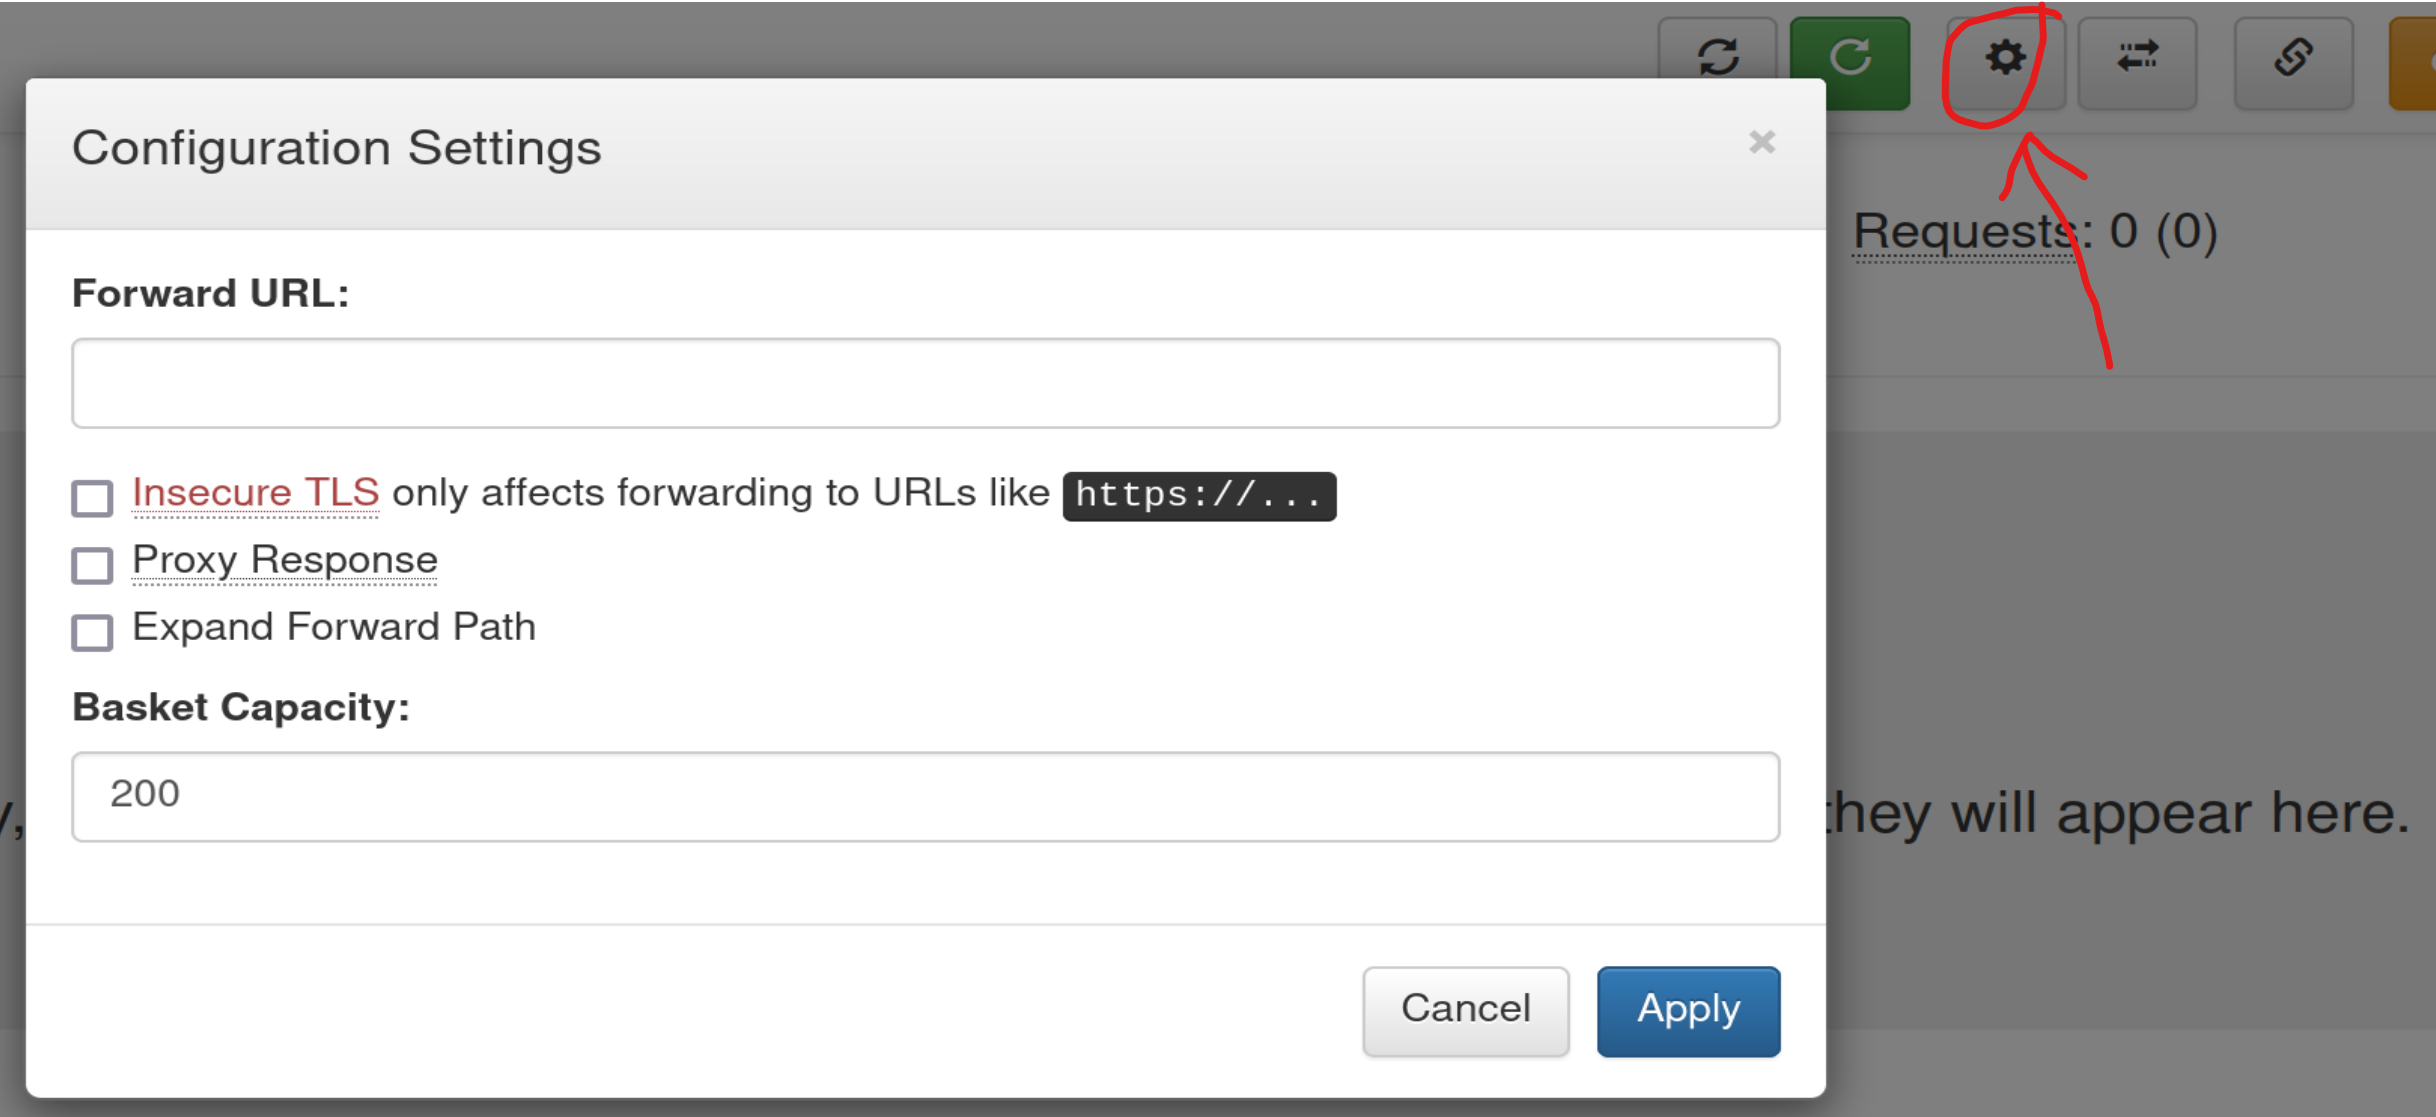 Configuration Settings
Requests: 0 (0)
Forward URL:
Insecure TLS only affects forwarding to URLs like https://...
Proxy Response
Expand Forward Path
Basket Capacity:
200
they will appear here.
Cancel
Apply